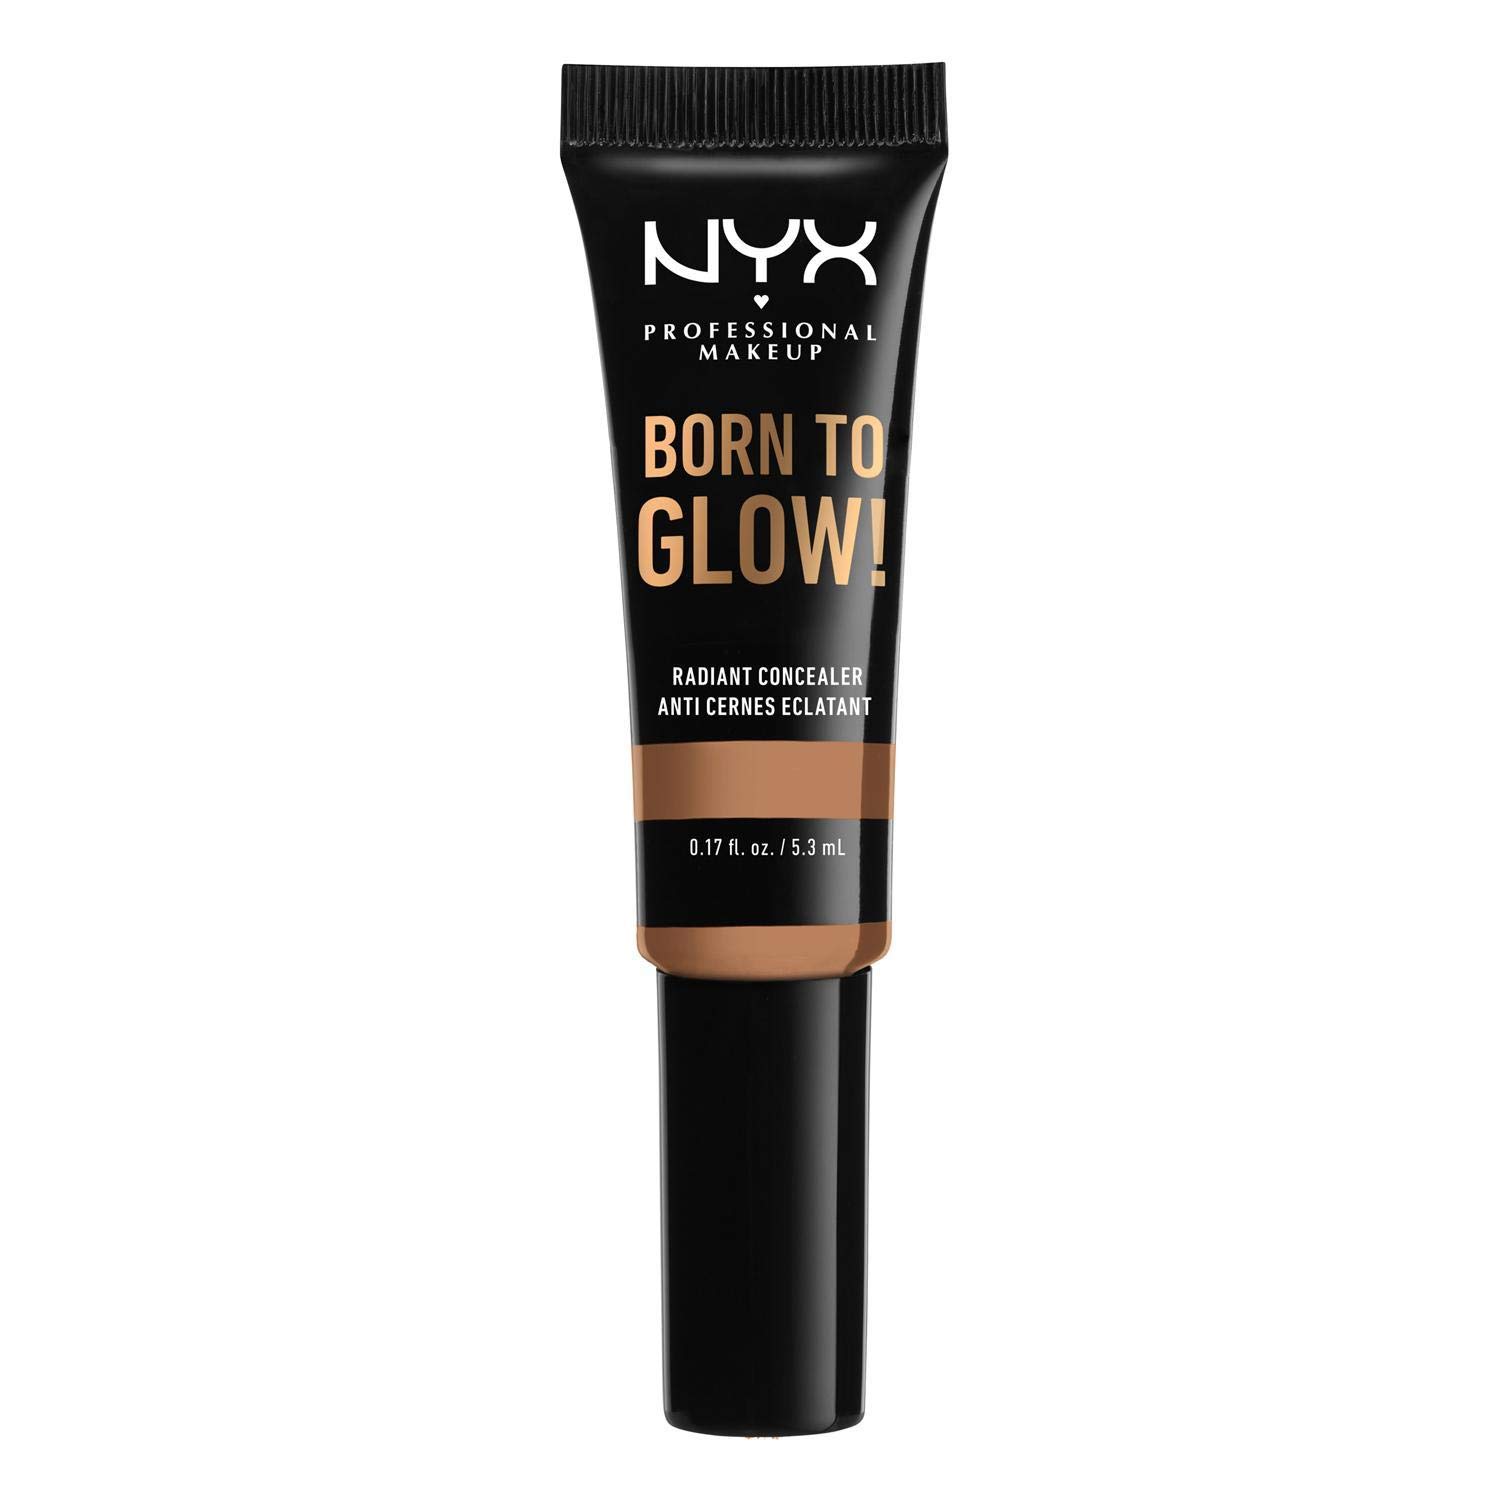 NYX
PROFESSIONAL
MAKEUP
BORN TO
GLOW!
RADIANT CONCEALER
ANTI CERNES ECLATANT
0.17 fl. oz. / 5.3 mL